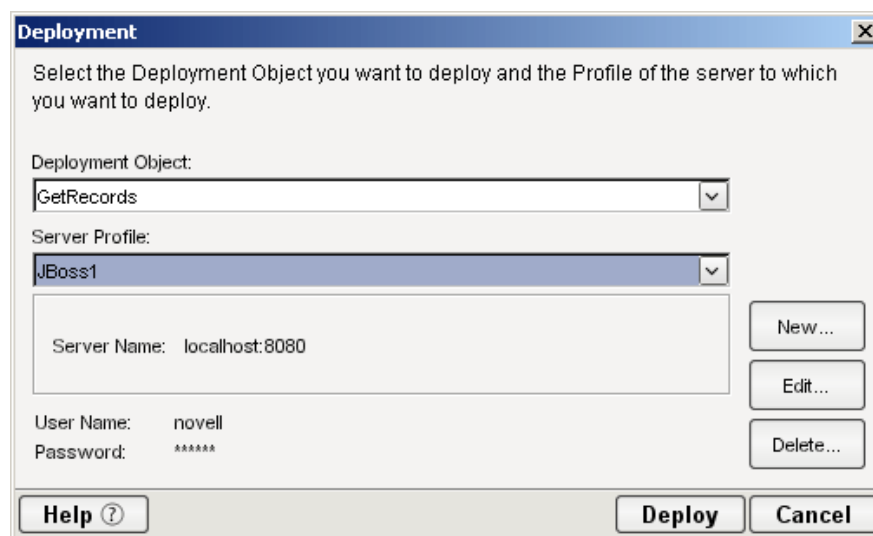 Deployment
Select the Deployment Object you want to deploy and the Profile of the server to which
you want to deploy.
Deployment Object:
GetRecords
Server Profile:
JBoss1
Server Name: localhost:8080
New...
Edit...
Delete...
User Name: novell
Password: ******
Help ?
Deploy
Cancel